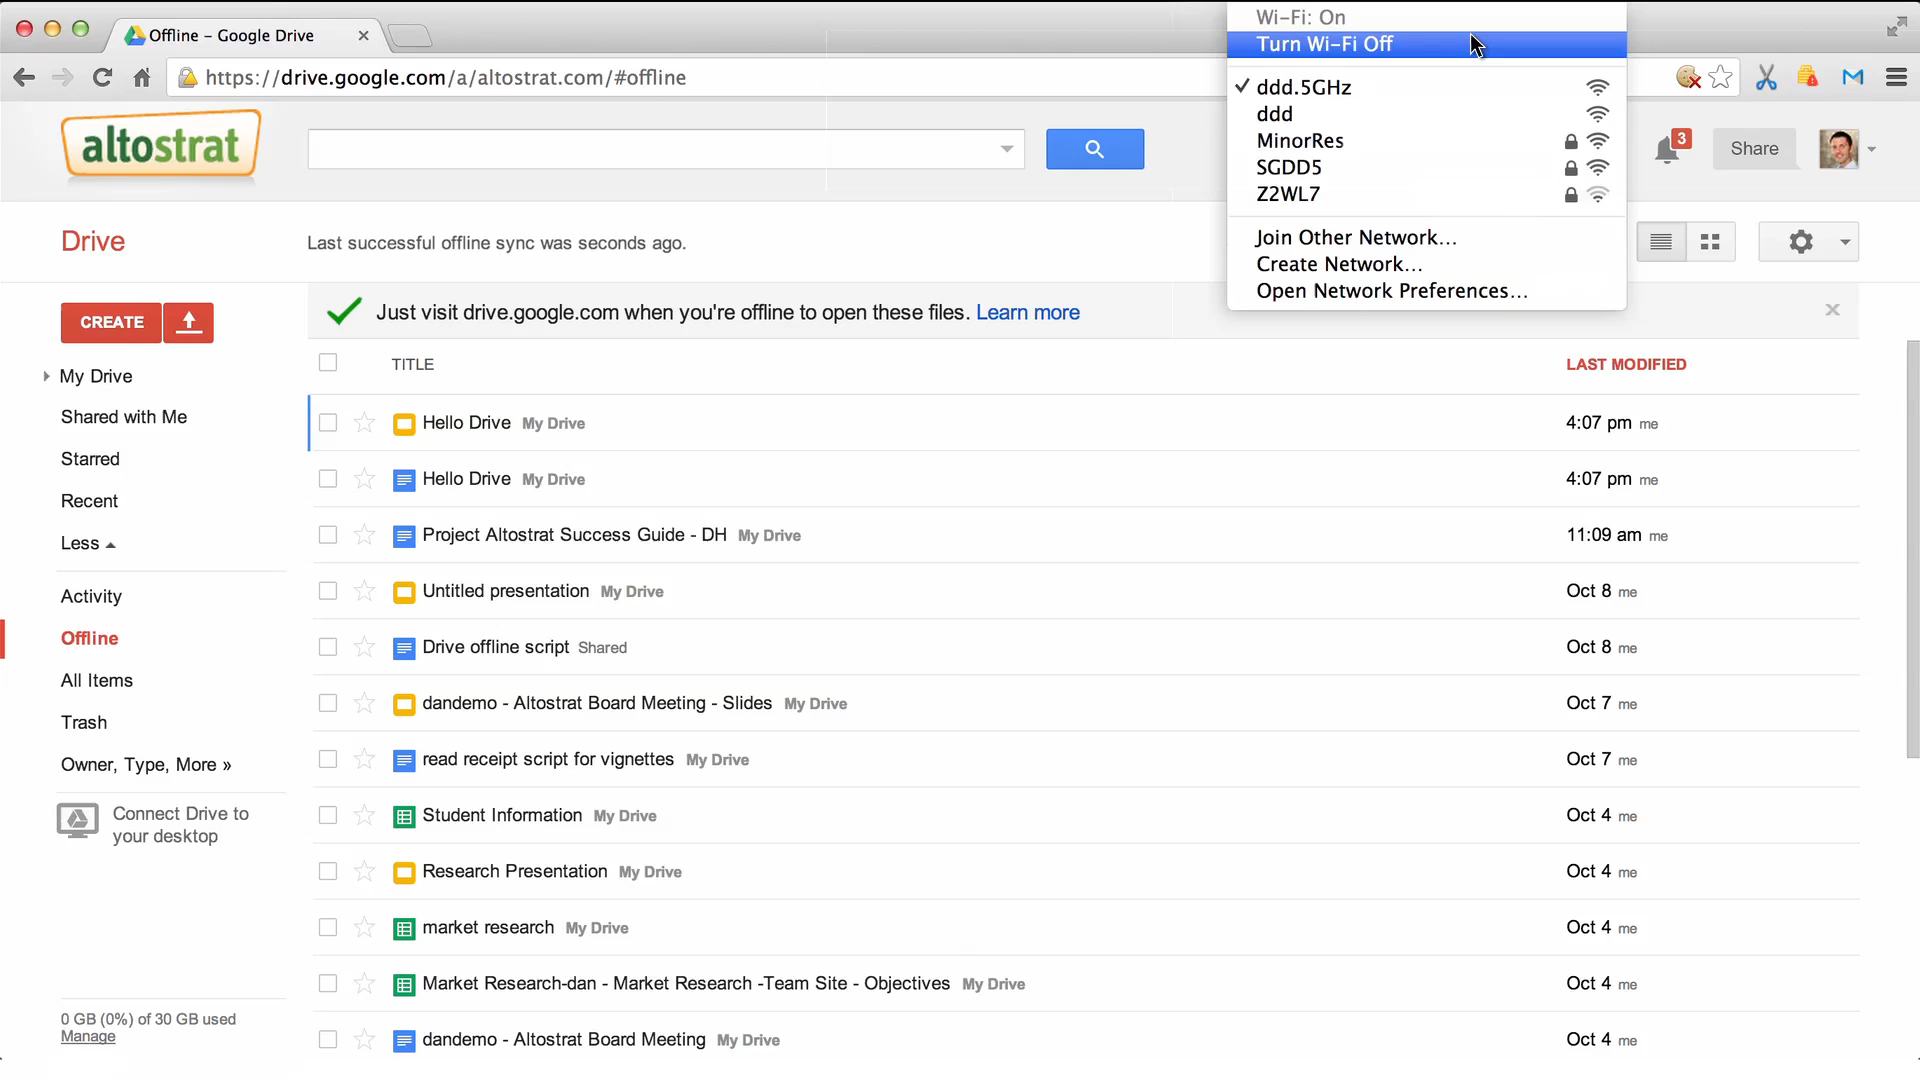 Offline – Google Drive
https://drive.google.com/a/altostrat.com/#offline
Wi-Fi: On
Turn Wi-Fi Off
ddd.5GHz
ddd
MinorRes
SGDD5
Z2WL7
Join Other Network...
Create Network...
Open Network Preferences...
altostrat
3
Share
Drive
Last successful offline sync was seconds ago.
CREATE
Just visit drive.google.com when you're offline to open these files. Learn more
My Drive
Shared with Me
Starred
Recent
Less
Activity
Offline
All Items
Trash
Owner, Type, More »
Connect Drive to
your desktop
0 GB (0%) of 30 GB used
Manage
TITLE LAST MODIFIED
Hello Drive My Drive 4:07 pm me
Hello Drive My Drive 4:07 pm me
Project Altostrat Success Guide - DH My Drive 11:09 am me
Untitled presentation My Drive Oct 8 me
Drive offline script Shared Oct 8 me
dandemo - Altostrat Board Meeting - Slides My Drive Oct 7 me
read receipt script for vignettes My Drive Oct 7 me
Student Information My Drive Oct 4 me
Research Presentation My Drive Oct 4 me
market research My Drive Oct 4 me
Market Research-dan - Market Research -Team Site - Objectives My Drive Oct 4 me
dandemo - Altostrat Board Meeting My Drive Oct 4 me